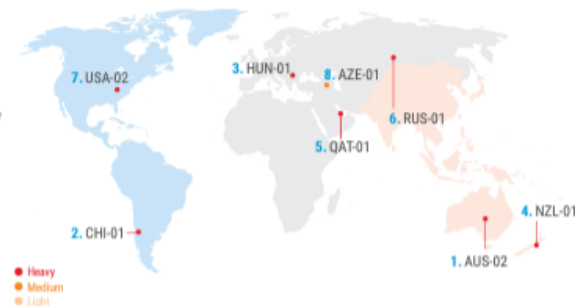 3. HUN-01
8. AZE-01
7. USA-02
6. RUS-01
5. QAT-01
4. NZL-01
2. CHI-01
1. AUS-02
Heavy
Medium
Light